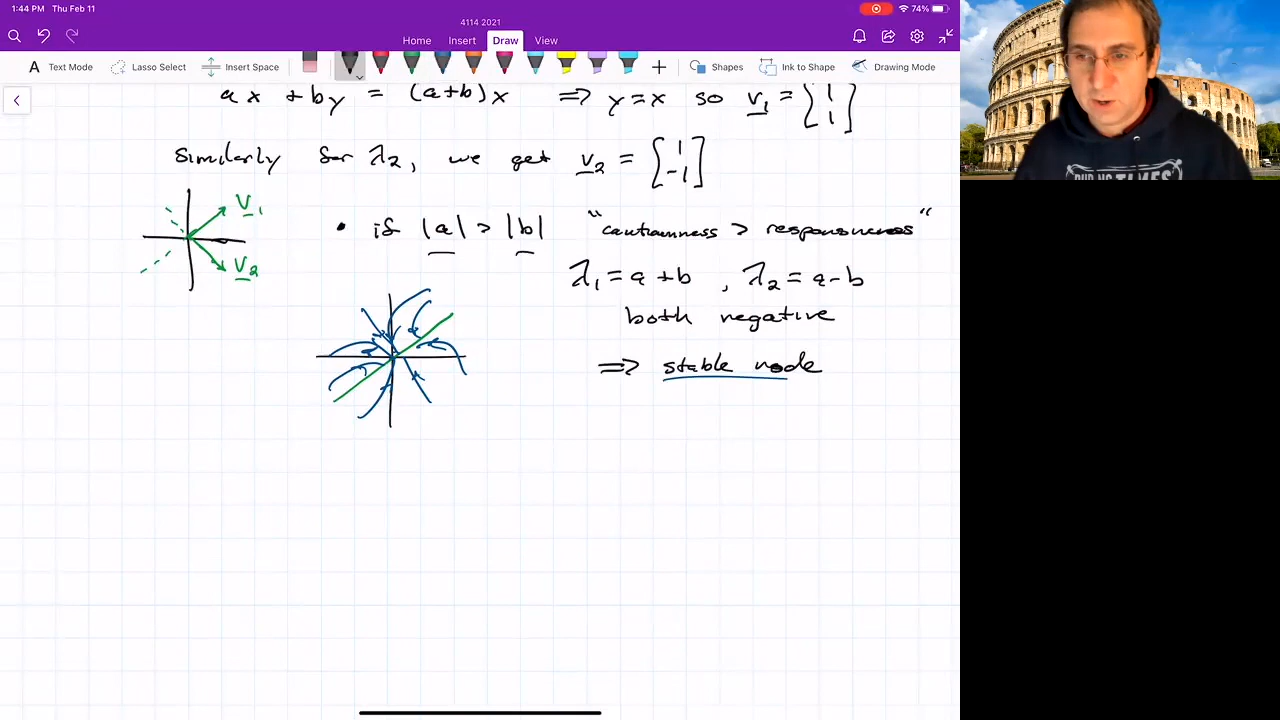 1:44 PM Thu Feb 11 74%
4114 2021
Home Insert Draw View
A Text Mode Lasso Select Insert Space Shapes Ink to Shape Drawing Mode
ax + by = (a+b)x ⇒ y=x so v₁ = [1 1]
Similarly for λ₂, we get v₂ = [1 -1]
v₁
v₂
• if |a| > |b| "cautiousness > responsiveness"
λ₁ = a + b , λ₂ = a - b
both negative
⇒ stable node